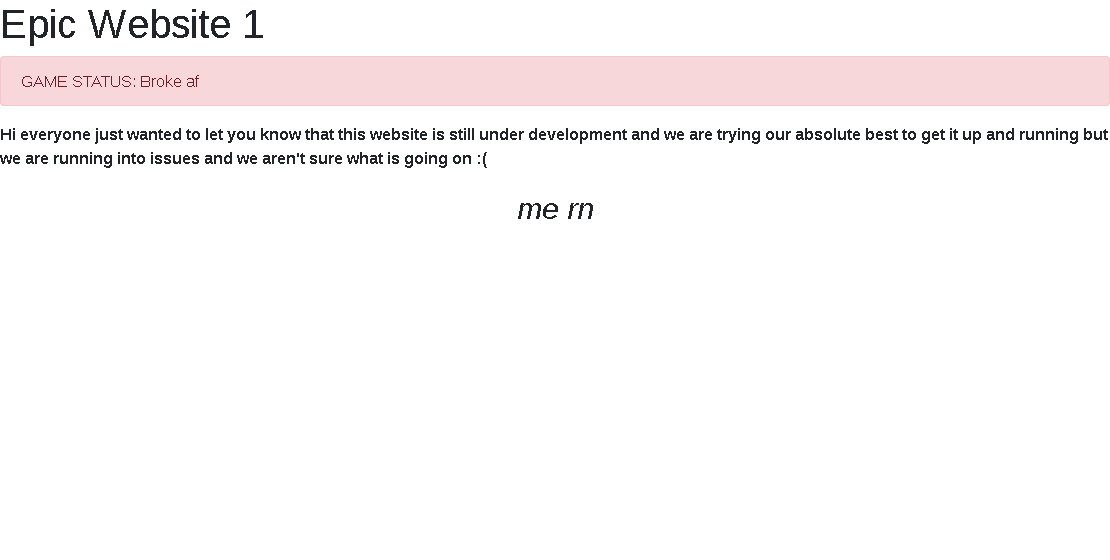 Epic Website 1
GAME STATUS: Broke af
Hi everyone just wanted to let you know that this website is still under development and we are trying our absolute best to get it up and running but
we are running into issues and we aren't sure what is going on :(
me rn